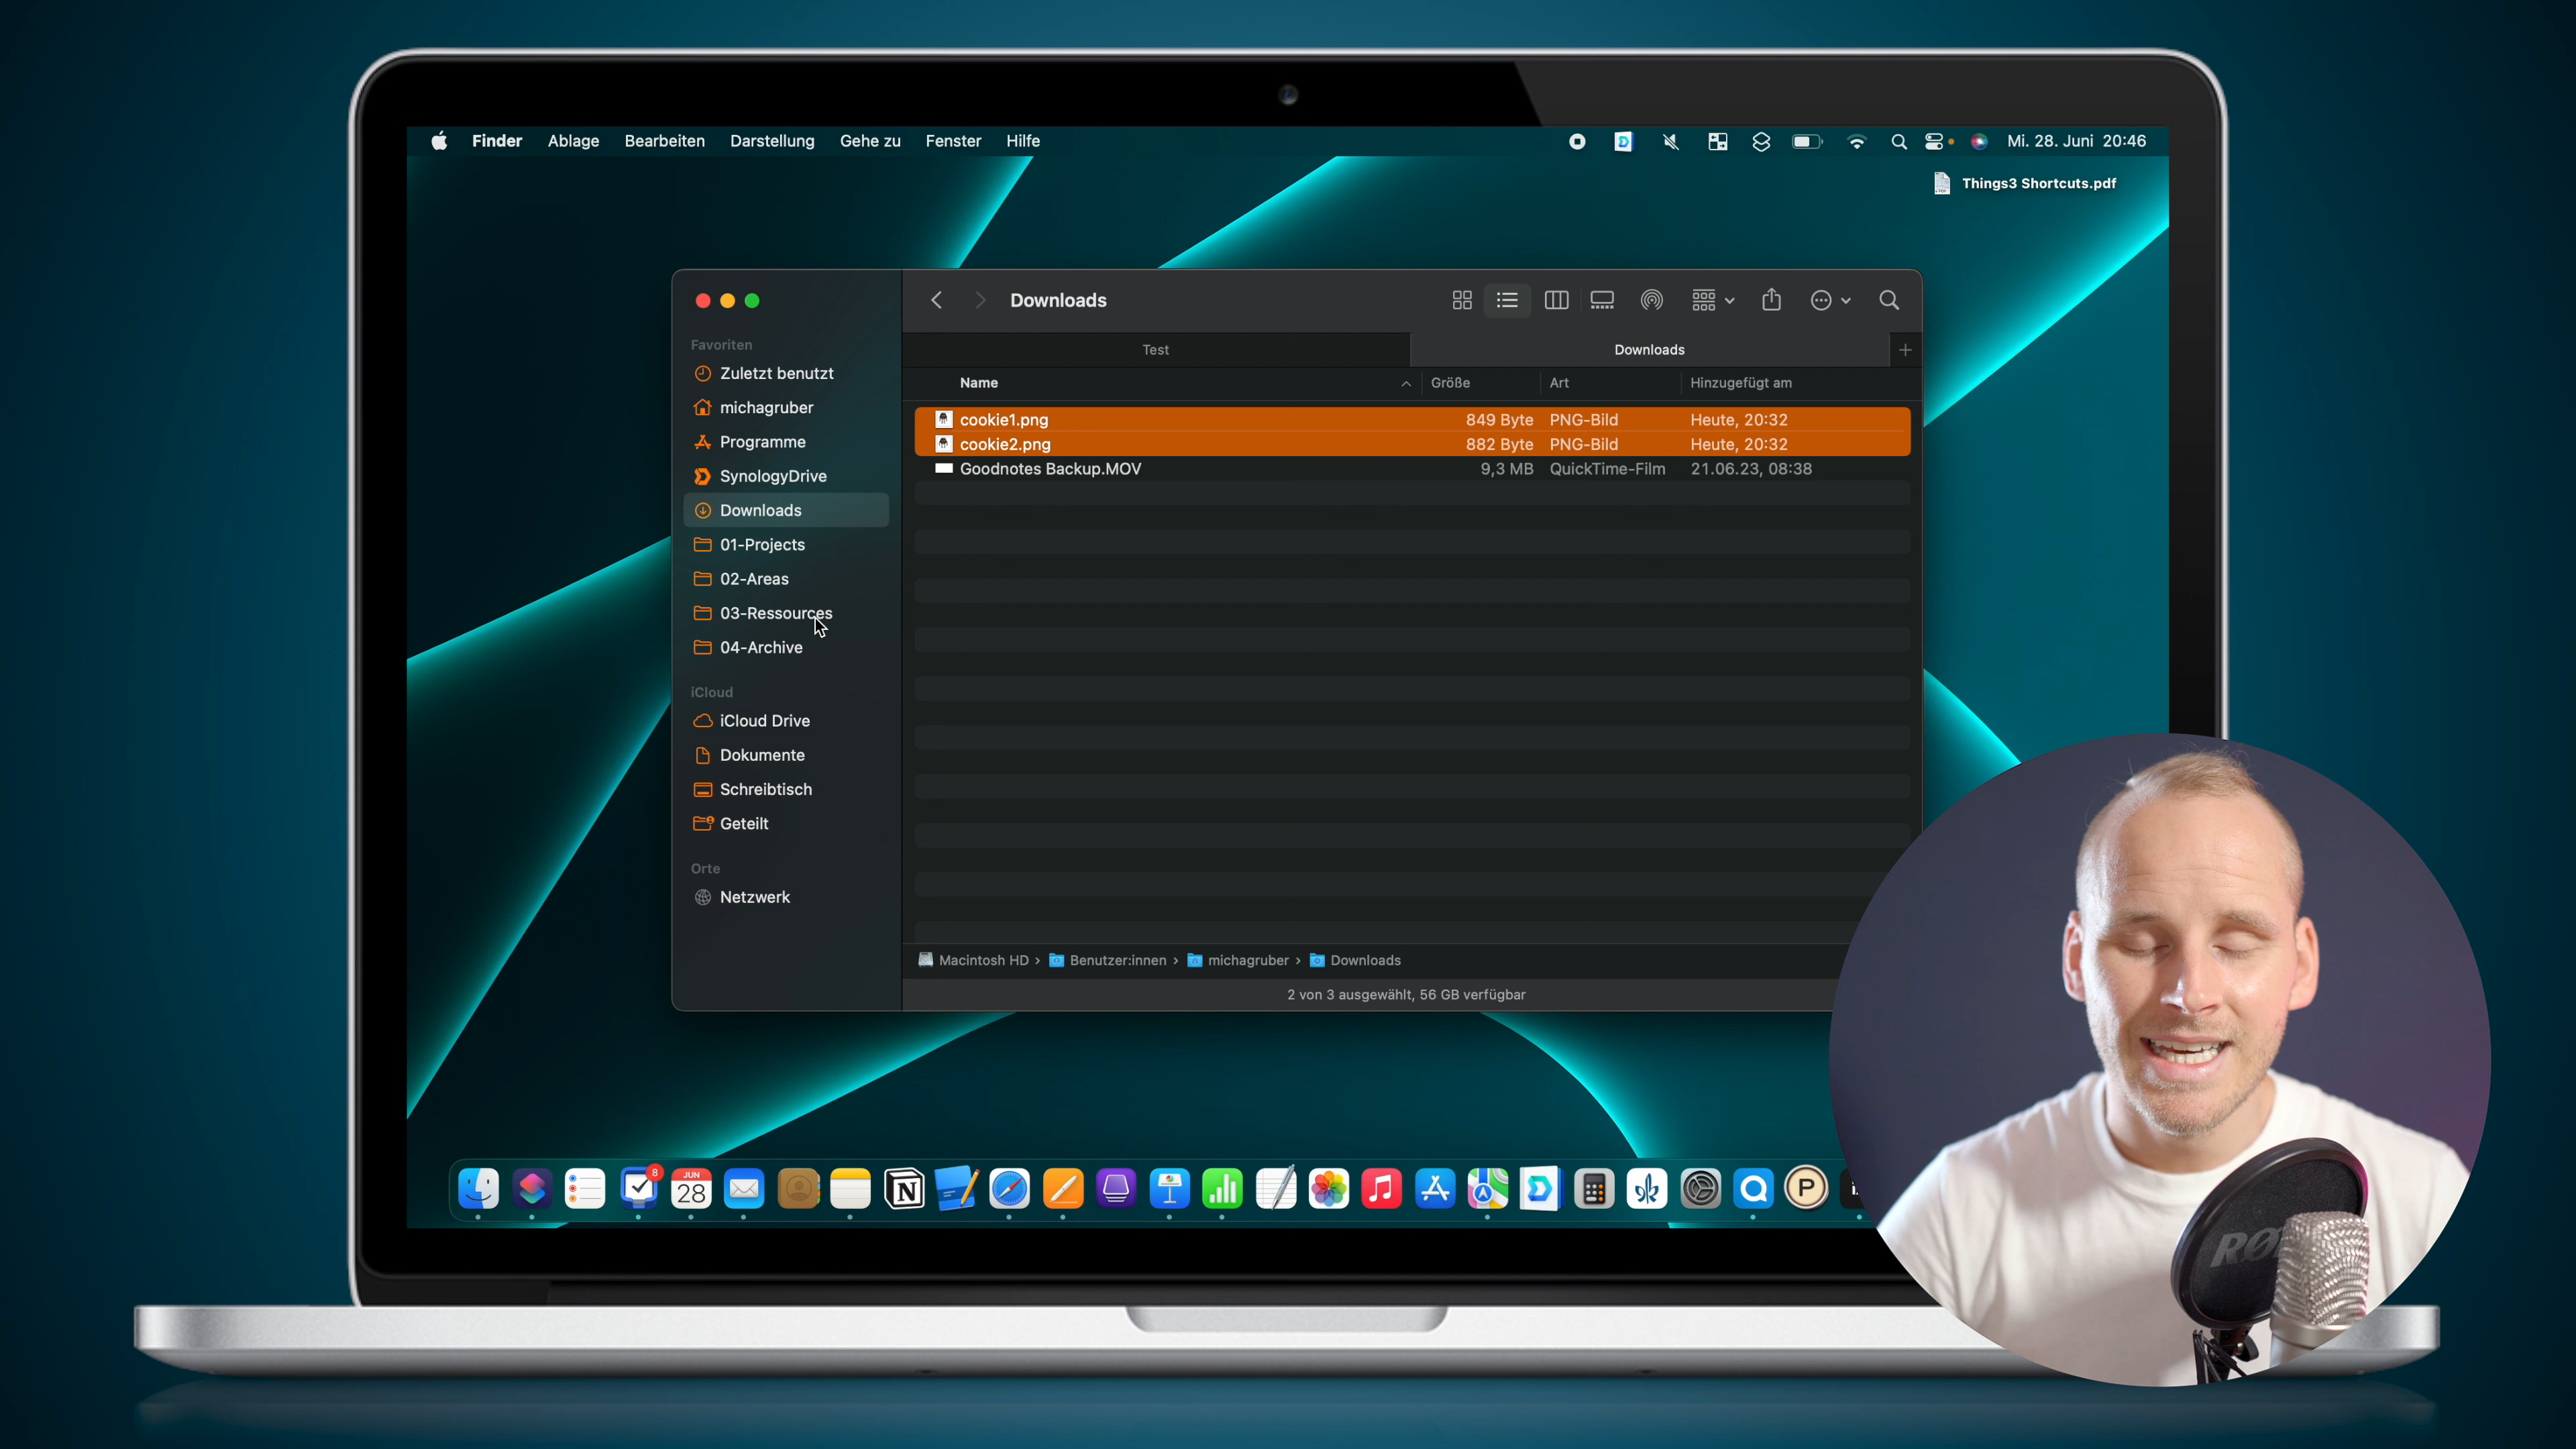 Finder Ablage Bearbeiten Darstellung Gehe zu Fenster Hilfe
Mi. 28. Juni 20:46
Things3 Shortcuts.pdf
Downloads
Test Downloads
Name Größe Art Hinzugefügt am
cookie1.png 849 Byte PNG-Bild Heute, 20:32
cookie2.png 882 Byte PNG-Bild Heute, 20:32
Goodnotes Backup.MOV 9,3 MB QuickTime-Film 21.06.23, 08:38
Favoriten
Zuletzt benutzt
michagruber
Programme
SynologyDrive
Downloads
01-Projects
02-Areas
03-Ressources
04-Archive
iCloud
iCloud Drive
Dokumente
Schreibtisch
Geteilt
Orte
Netzwerk
Macintosh HD › Benutzer:innen › michagruber › Downloads
2 von 3 ausgewählt, 56 GB verfügbar
8
JUN
28
N
P